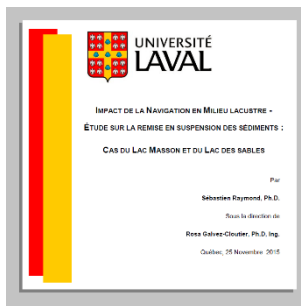 UNIVERSITÉ
LAVAL
IMPACT DE LA NAVIGATION EN MILIEU LACUSTRE -
ÉTUDE SUR LA REMISE EN SUSPENSION DES SÉDIMENTS :
CAS DU LAC MASSON ET DU LAC DES SABLES
Par
Sébastien Raymond, Ph.D.
Sous la direction de
Rosa Galvez-Cloutier, Ph.D, Ing.
Québec, 25 Novembre 2015